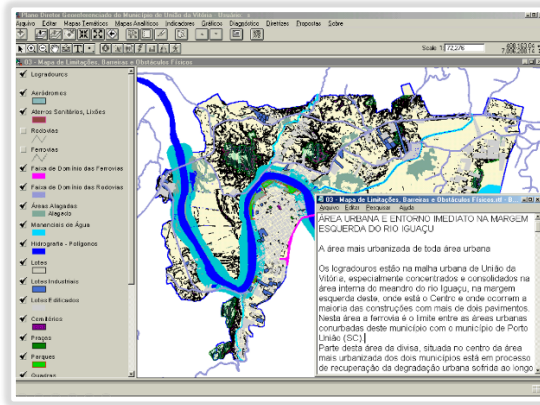 Plano Diretor Georreferenciado do Município de União da Vitória
Arquivo Editar Mapas Temáticos Mapas Analíticos Indicadores Gráficos Diagnóstico Diretrizes Propostas Sobre
Scale 1: 72,276
03 - Mapa de Limitações, Barreiras e Obstáculos Físicos
Logradouros
Aeródromos
Aterros Sanitários, Lixões
Rodovias
Ferrovias
Faixa de Domínio das Ferrovias
Faixa de Domínio das Rodovias
Áreas Alagadas
Alagado
Mananciais de Água
Hidrografia - Polígonos
Lotes
Lotes Industriais
Lotes Edificados
Cemitérios
Praças
Parques
Quadras
03 - Mapa de Limitações, Barreiras e Obstáculos Físicos.rtf
Arquivo Editar Pesquisar Ajuda
ÁREA URBANA E ENTORNO IMEDIATO NA MARGEM
ESQUERDA DO RIO IGUAÇU
A área mais urbanizada de toda área urbana
Os logradouros estão na malha urbana de União da
Vitória, especialmente concentrados e consolidados na
área interna do meandro do rio Iguaçu, na margem
esquerda deste, onde está o Centro e onde ocorrem a
maioria das construções com mais de dois pavimentos.
Nesta área a ferrovia é o limite entre as áreas urbanas
conurbadas deste município com o município de Porto
União (SC).
Parte desta área da divisa, situada no centro da área
mais urbanizada dos dois municípios está em processo
de recuperação da degradação urbana sofrida ao longo